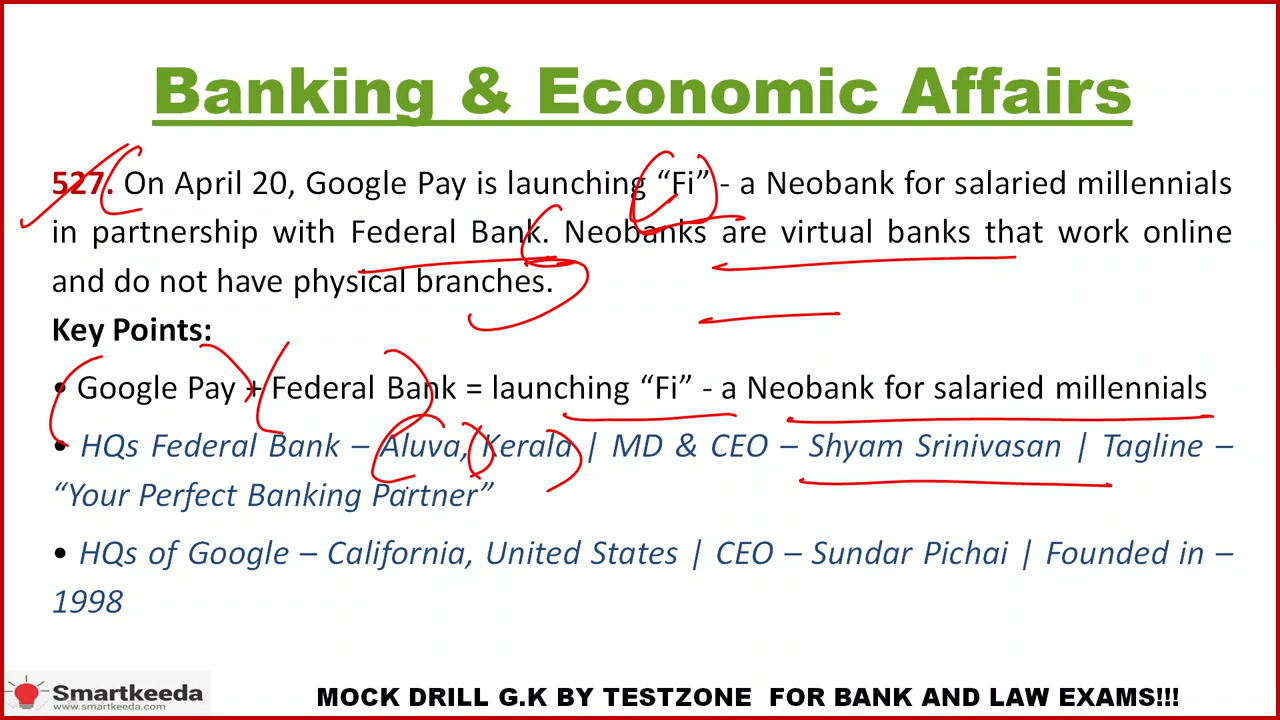 Banking & Economic Affairs
527. On April 20, Google Pay is launching “Fi” - a Neobank for salaried millennials
in partnership with Federal Bank. Neobanks are virtual banks that work online
and do not have physical branches.
Key Points:
• Google Pay + Federal Bank = launching “Fi” - a Neobank for salaried millennials
• HQs Federal Bank – Aluva, Kerala | MD & CEO – Shyam Srinivasan | Tagline –
“Your Perfect Banking Partner”
• HQs of Google – California, United States | CEO – Sundar Pichai | Founded in –
1998
Smartkeeda
www.smartkeeda.com
MOCK DRILL G.K BY TESTZONE FOR BANK AND LAW EXAMS!!!